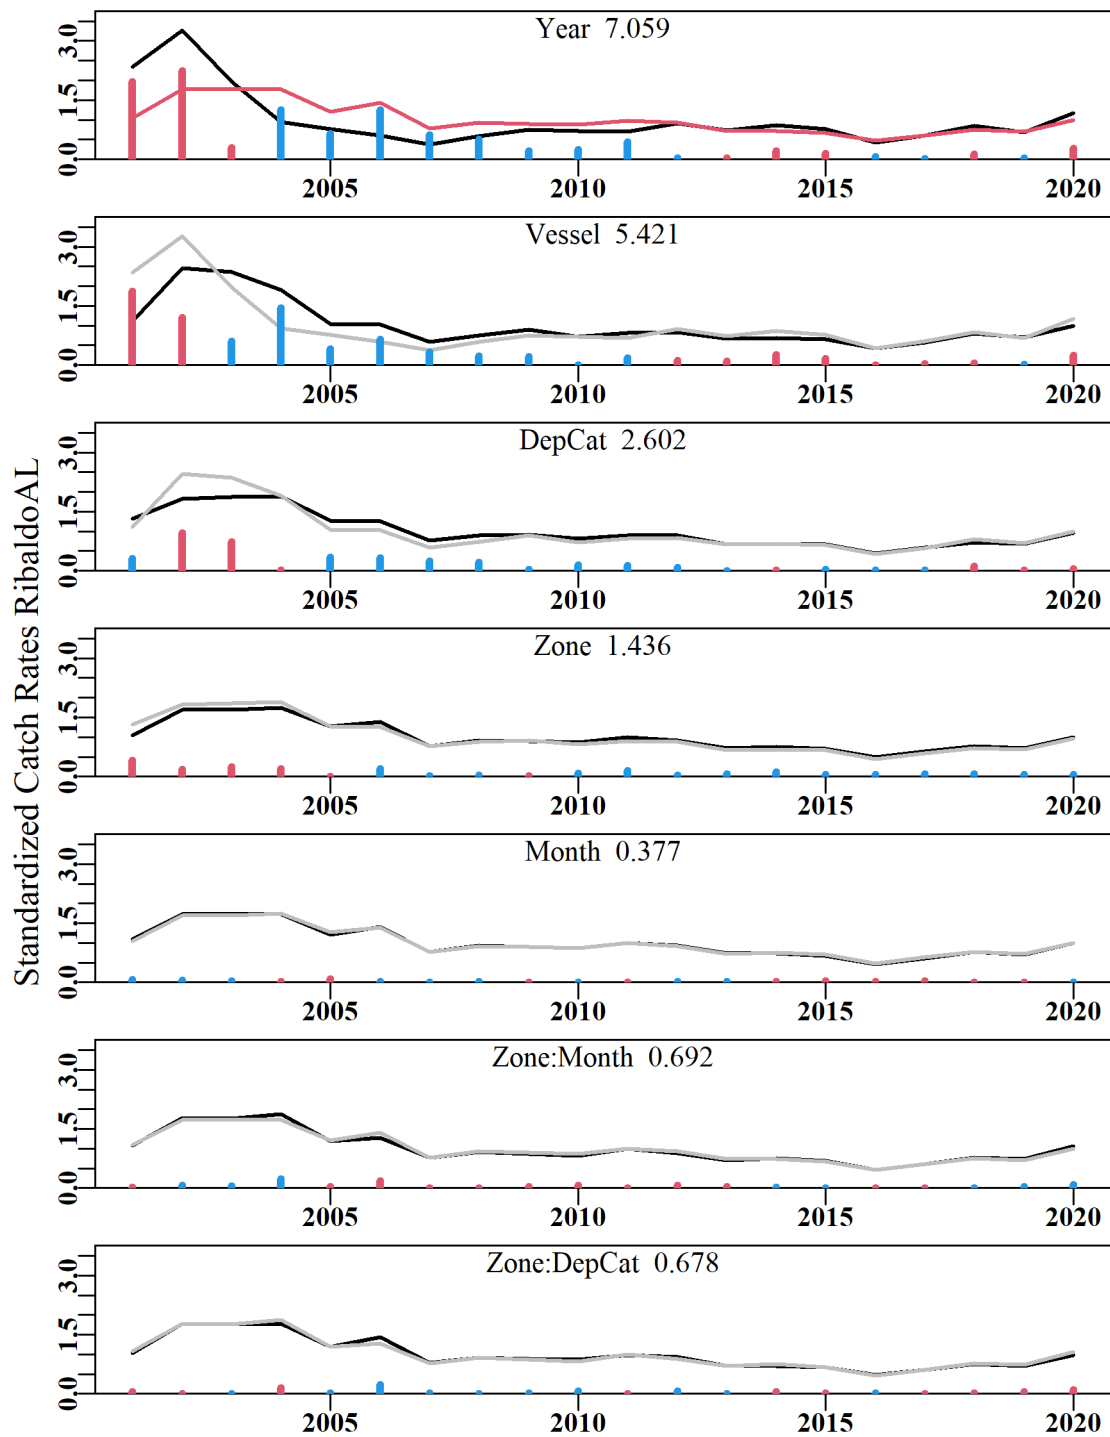 Standardized Catch Rates RibaldoAL
Year 7.059
0.0 1.5 3.0
2005 2010 2015 2020
Vessel 5.421
0.0 1.5 3.0
2005 2010 2015 2020
DepCat 2.602
0.0 1.5 3.0
2005 2010 2015 2020
Zone 1.436
0.0 1.5 3.0
2005 2010 2015 2020
Month 0.377
0.0 1.5 3.0
2005 2010 2015 2020
Zone:Month 0.692
0.0 1.5 3.0
2005 2010 2015 2020
Zone:DepCat 0.678
0.0 1.5 3.0
2005 2010 2015 2020